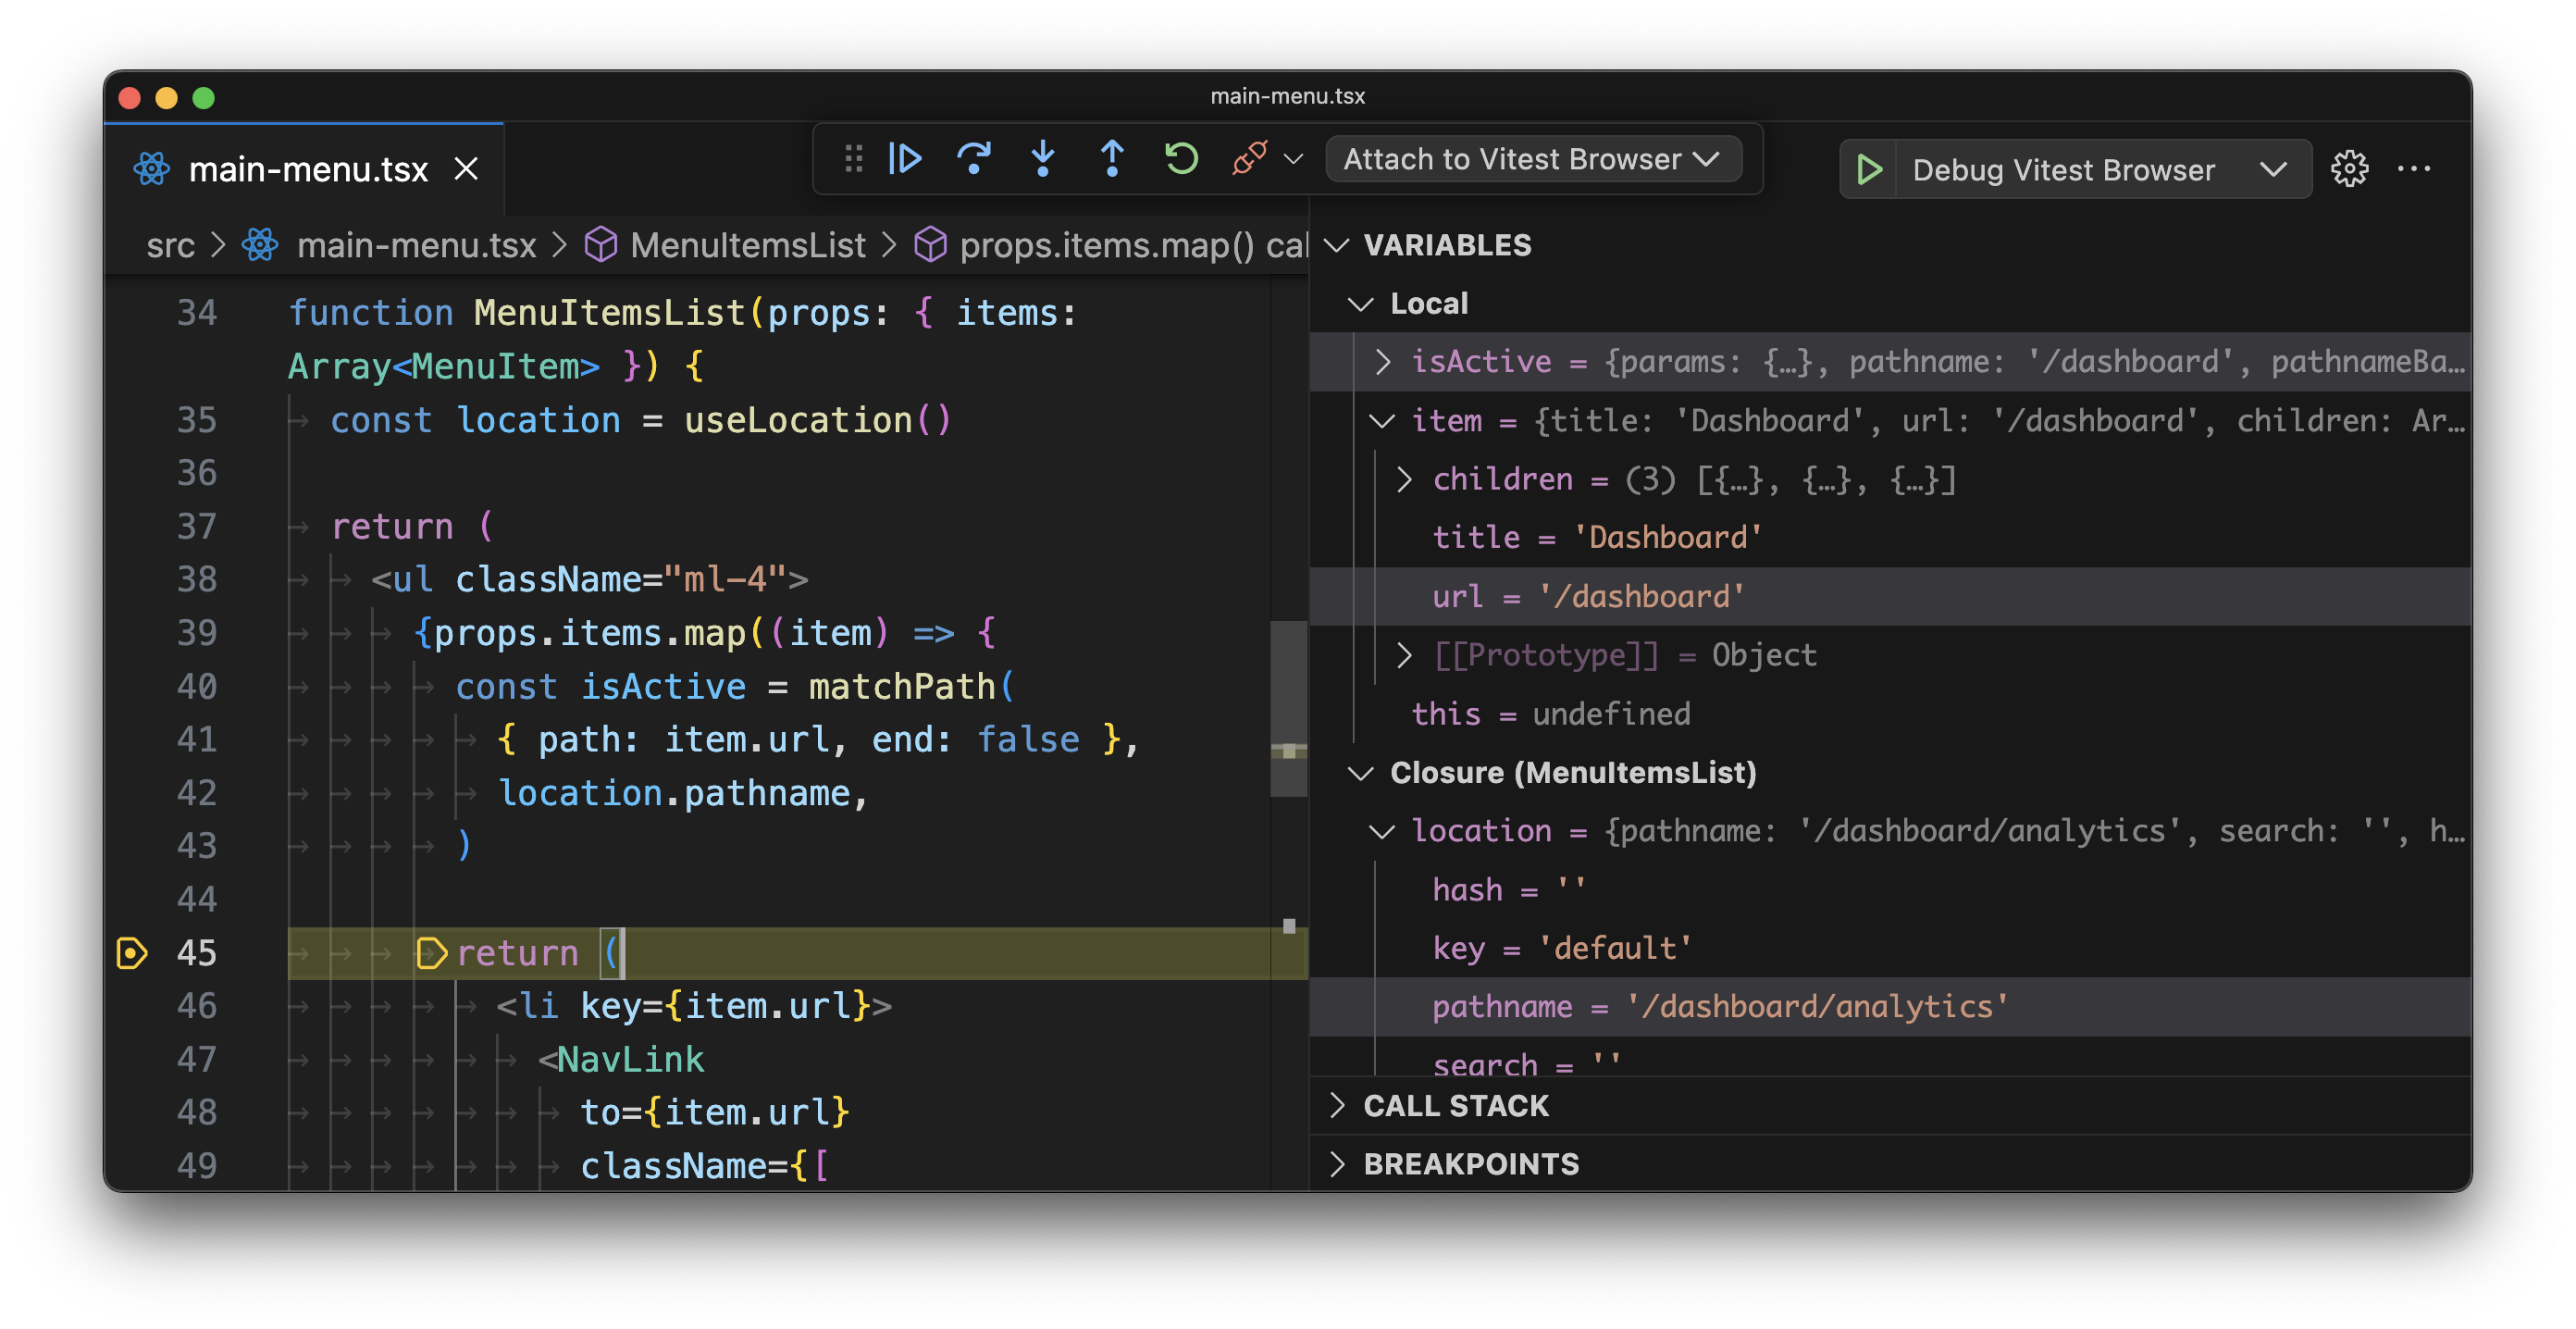 main-menu.tsx
main-menu.tsx
Attach to Vitest Browser
Debug Vitest Browser
src > main-menu.tsx > MenuItemsList > props.items.map() cal
34 function MenuItemsList(props: { items:
Array<MenuItem> }) {
35 const location = useLocation()
36
37 return (
38 <ul className="ml-4">
39 {props.items.map((item) => {
40 const isActive = matchPath(
41 { path: item.url, end: false },
42 location.pathname,
43 )
44
45 return (
46 <li key={item.url}>
47 <NavLink
48 to={item.url}
49 className={[
VARIABLES
Local
isActive = {params: {…}, pathname: '/dashboard', pathnameBa…
item = {title: 'Dashboard', url: '/dashboard', children: Ar…
children = (3) [{…}, {…}, {…}]
title = 'Dashboard'
url = '/dashboard'
[[Prototype]] = Object
this = undefined
Closure (MenuItemsList)
location = {pathname: '/dashboard/analytics', search: '', h…
hash = ''
key = 'default'
pathname = '/dashboard/analytics'
search = ''
CALL STACK
BREAKPOINTS